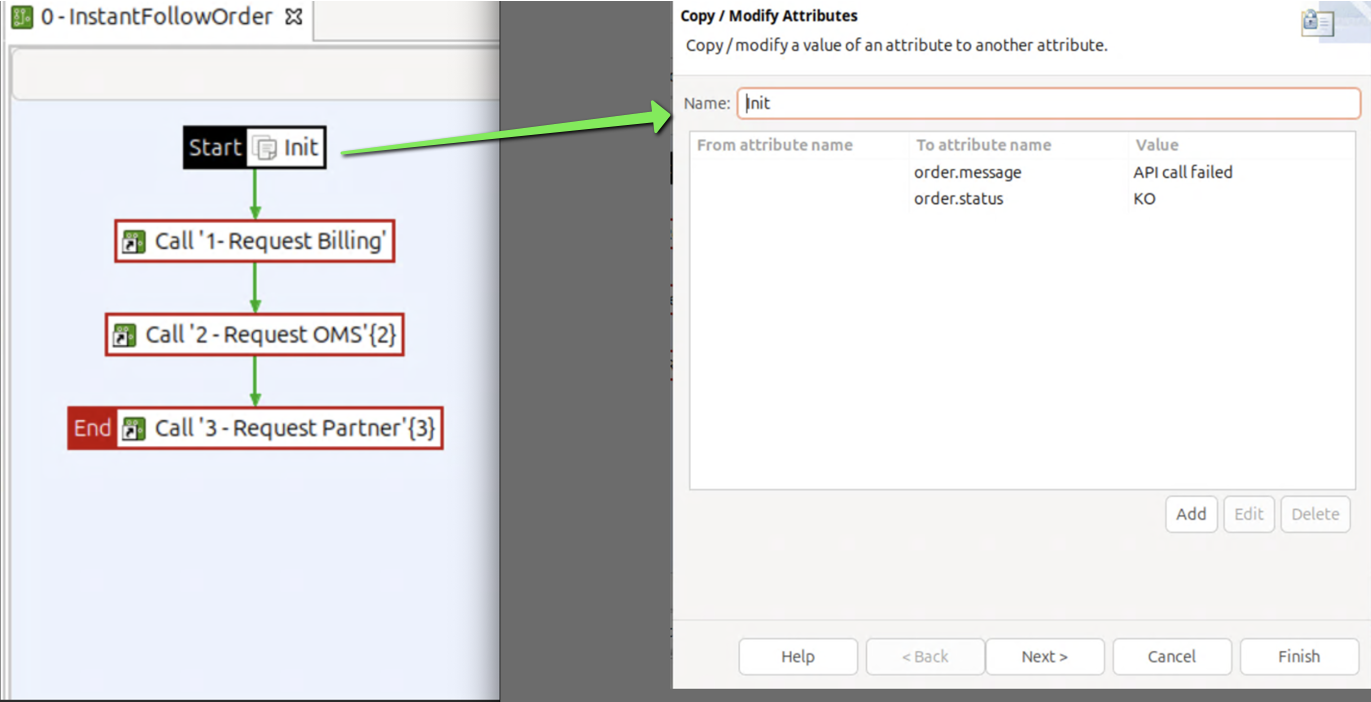 0 - InstantFollowOrder
Start Init
Call '1- Request Billing'
Call '2 - Request OMS'{2}
End Call '3 - Request Partner'{3}
Copy / Modify Attributes
Copy / modify a value of an attribute to another attribute.
Name: Init
From attribute name To attribute name Value
order.message API call failed
order.status KO
Add Edit Delete
Help < Back Next > Cancel Finish